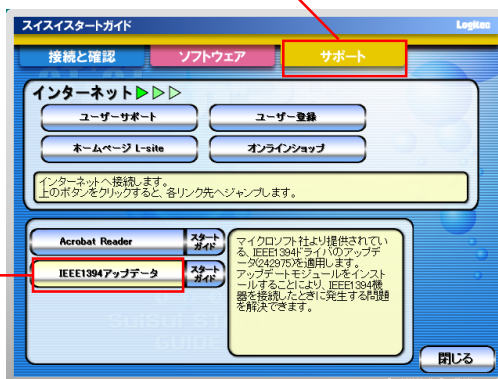 スイスイスタートガイド
Logitec
接続と確認
ソフトウェア
サポート
インターネット▶▷▷
ユーザーサポート
ユーザー登録
ホームページ L-site
オンラインショップ
インターネットへ接続します。
上のボタンをクリックすると、各リンク先へジャンプします。
Acrobat Reader
スタート
ガイド
IEEE1394アップデータ
スタート
ガイド
マイクロソフト社より提供されてい
る、IEEE1394ドライバのアップデ
ータ(242975)を適用します。
アップデートモジュールをインスト
ールすることにより、IEEE1394機
器を接続したときに発生する問題
を解決できます。
SuiSui ST
GUIDE
閉じる